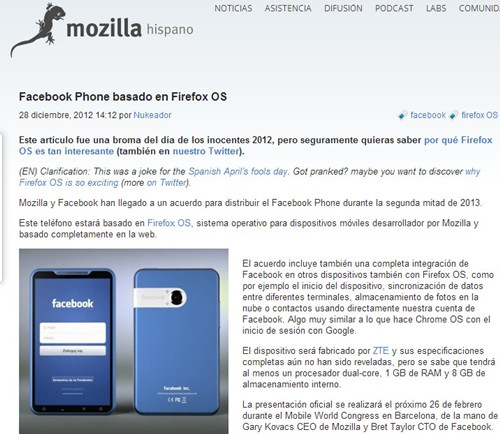 NOTICIAS ASISTENCIA DIFUSIÓN PODCAST LABS COMUNID
mozilla hispano
Facebook Phone basado en Firefox OS
28 diciembre, 2012 14:12 por Nukeador
facebook firefox OS
Este artículo fue una broma del día de los inocentes 2012, pero seguramente quieras saber por qué Firefox
OS es tan interesante (también en nuestro Twitter).
(EN) Clarification: This was a joke for the Spanish April's fools day. Got pranked? maybe you want to discover why
Firefox OS is so exciting (more on Twitter).
Mozilla y Facebook han llegado a un acuerdo para distribuir el Facebook Phone durante la segunda mitad de 2013.
Este teléfono estará basado en Firefox OS, sistema operativo para dispositivos móviles desarrollador por Mozilla y
basado completamente en la web.
facebook
facebook inc.
El acuerdo incluye también una completa integración de
Facebook en otros dispositivos también con Firefox OS, como
por ejemplo el inicio del dispositivo, sincronización de datos
entre diferentes terminales, almacenamiento de fotos en la
nube o contactos usando directamente nuestra cuenta de
Facebook. Algo muy similar a lo que hace Chrome OS con el
inicio de sesión con Google.
El dispositivo será fabricado por ZTE y sus especificaciones
completas aún no han sido reveladas, pero se sabe que tendrá
al menos un procesador dual-core, 1 GB de RAM y 8 GB de
almacenamiento interno.
La presentación oficial se realizará el próximo 26 de febrero
durante el Mobile World Congress en Barcelona, de la mano de
Gary Kovacs CEO de Mozilla y Bret Taylor CTO de Facebook.